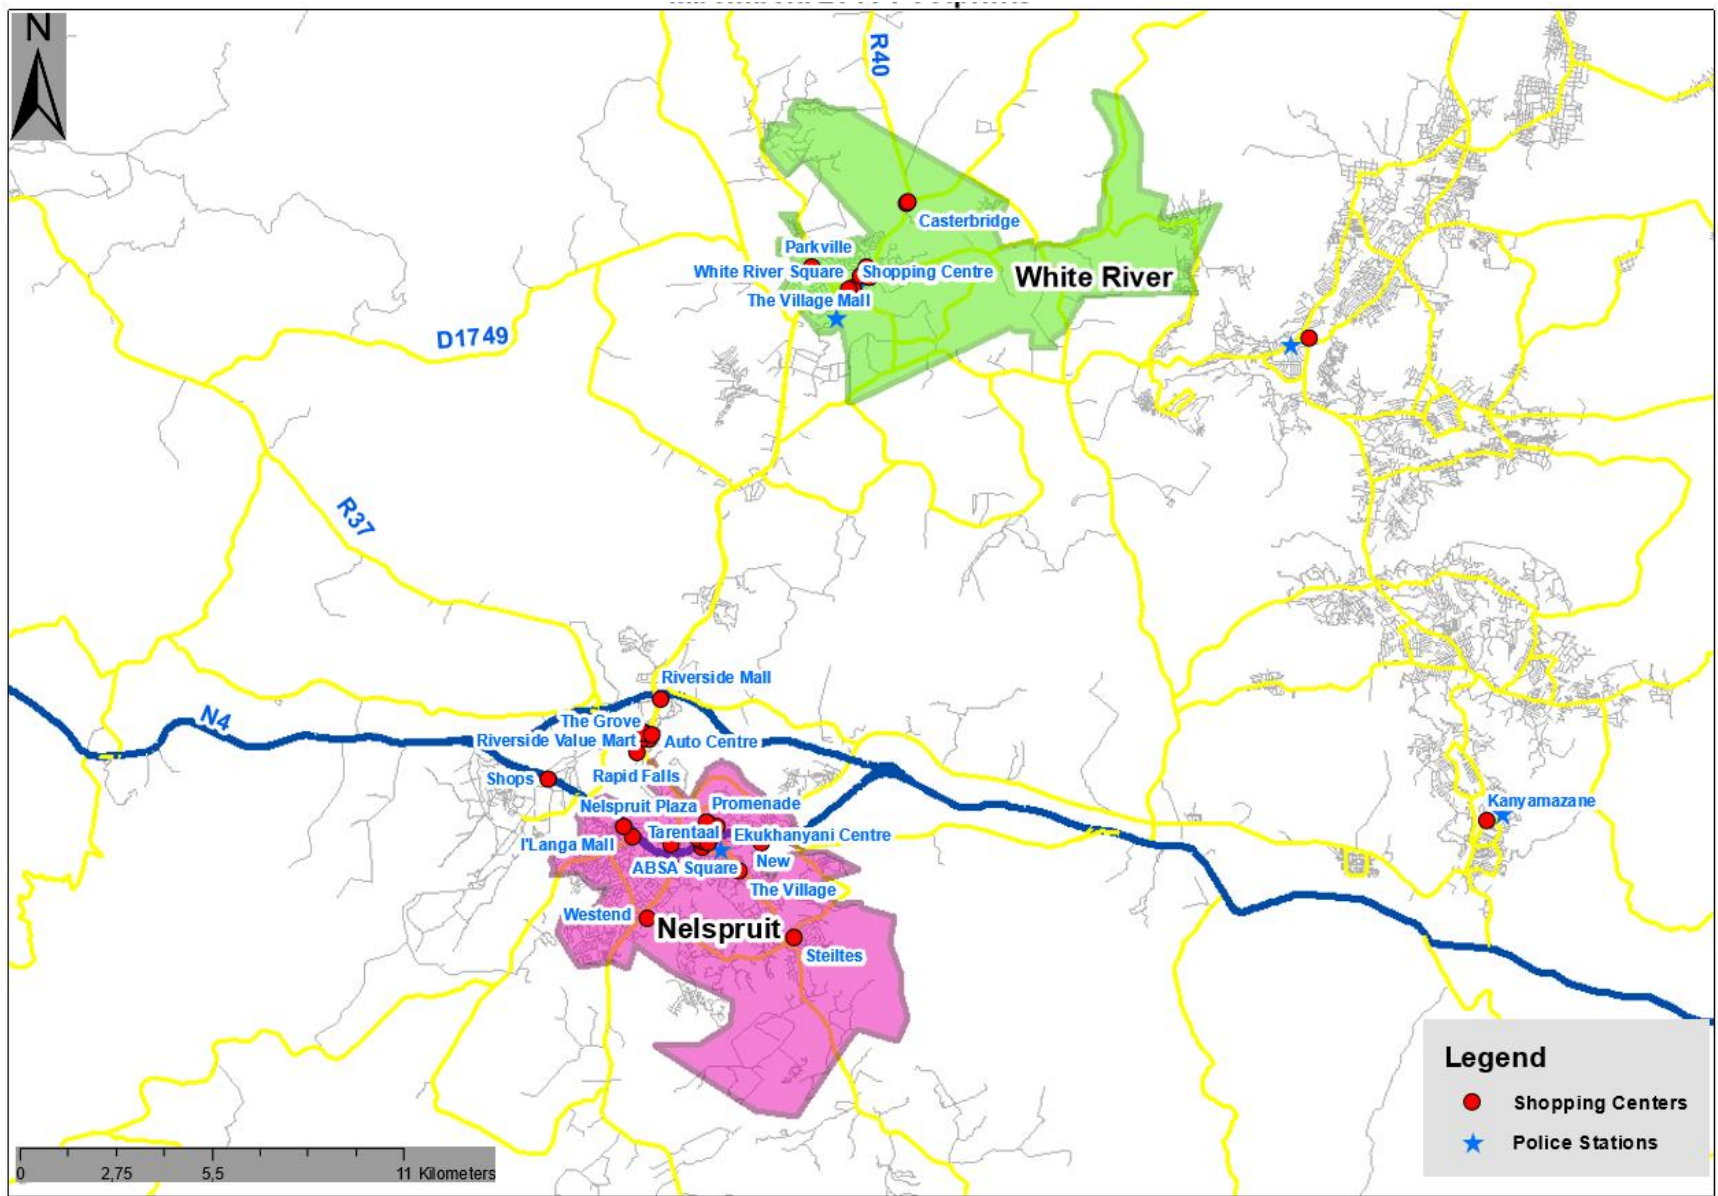 N
R40
Casterbridge
Parkville
White River Square
Shopping Centre
White River
The Village Mall
D1749
R37
Riverside Mall
N4
The Grove
Riverside Value Mart
Auto Centre
Shops
Rapid Falls
Nelspruit Plaza
Promenade
Kanyamazane
Tarentaal
Ekukhanyani Centre
I'Langa Mall
New
ABSA Square
The Village
Westend
Nelspruit
Steiltes
Legend
Shopping Centers
Police Stations
0 2,75 5,5 11 Kilometers